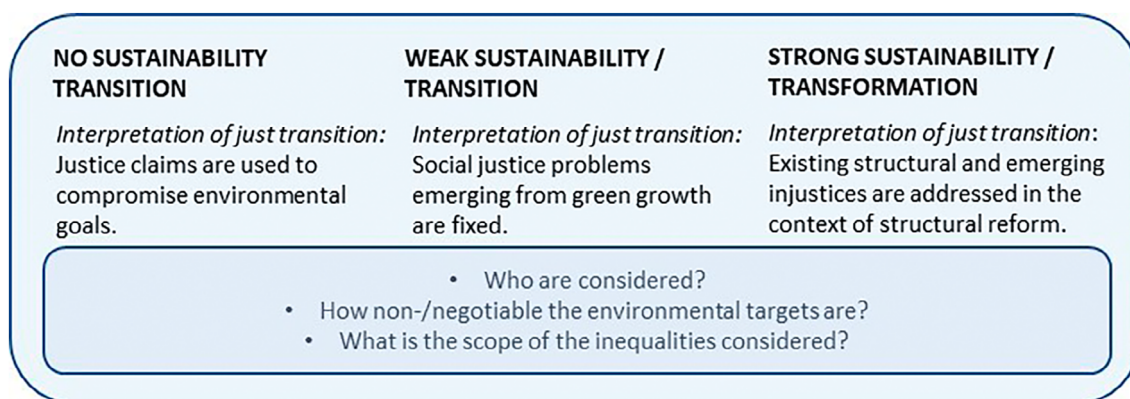 NO SUSTAINABILITY
TRANSITION
Interpretation of just transition:
Justice claims are used to
compromise environmental
goals.
WEAK SUSTAINABILITY /
TRANSITION
Interpretation of just transition:
Social justice problems
emerging from green growth
are fixed.
STRONG SUSTAINABILITY /
TRANSFORMATION
Interpretation of just transition:
Existing structural and emerging
injustices are addressed in the
context of structural reform.
• Who are considered?
• How non-/negotiable the environmental targets are?
• What is the scope of the inequalities considered?